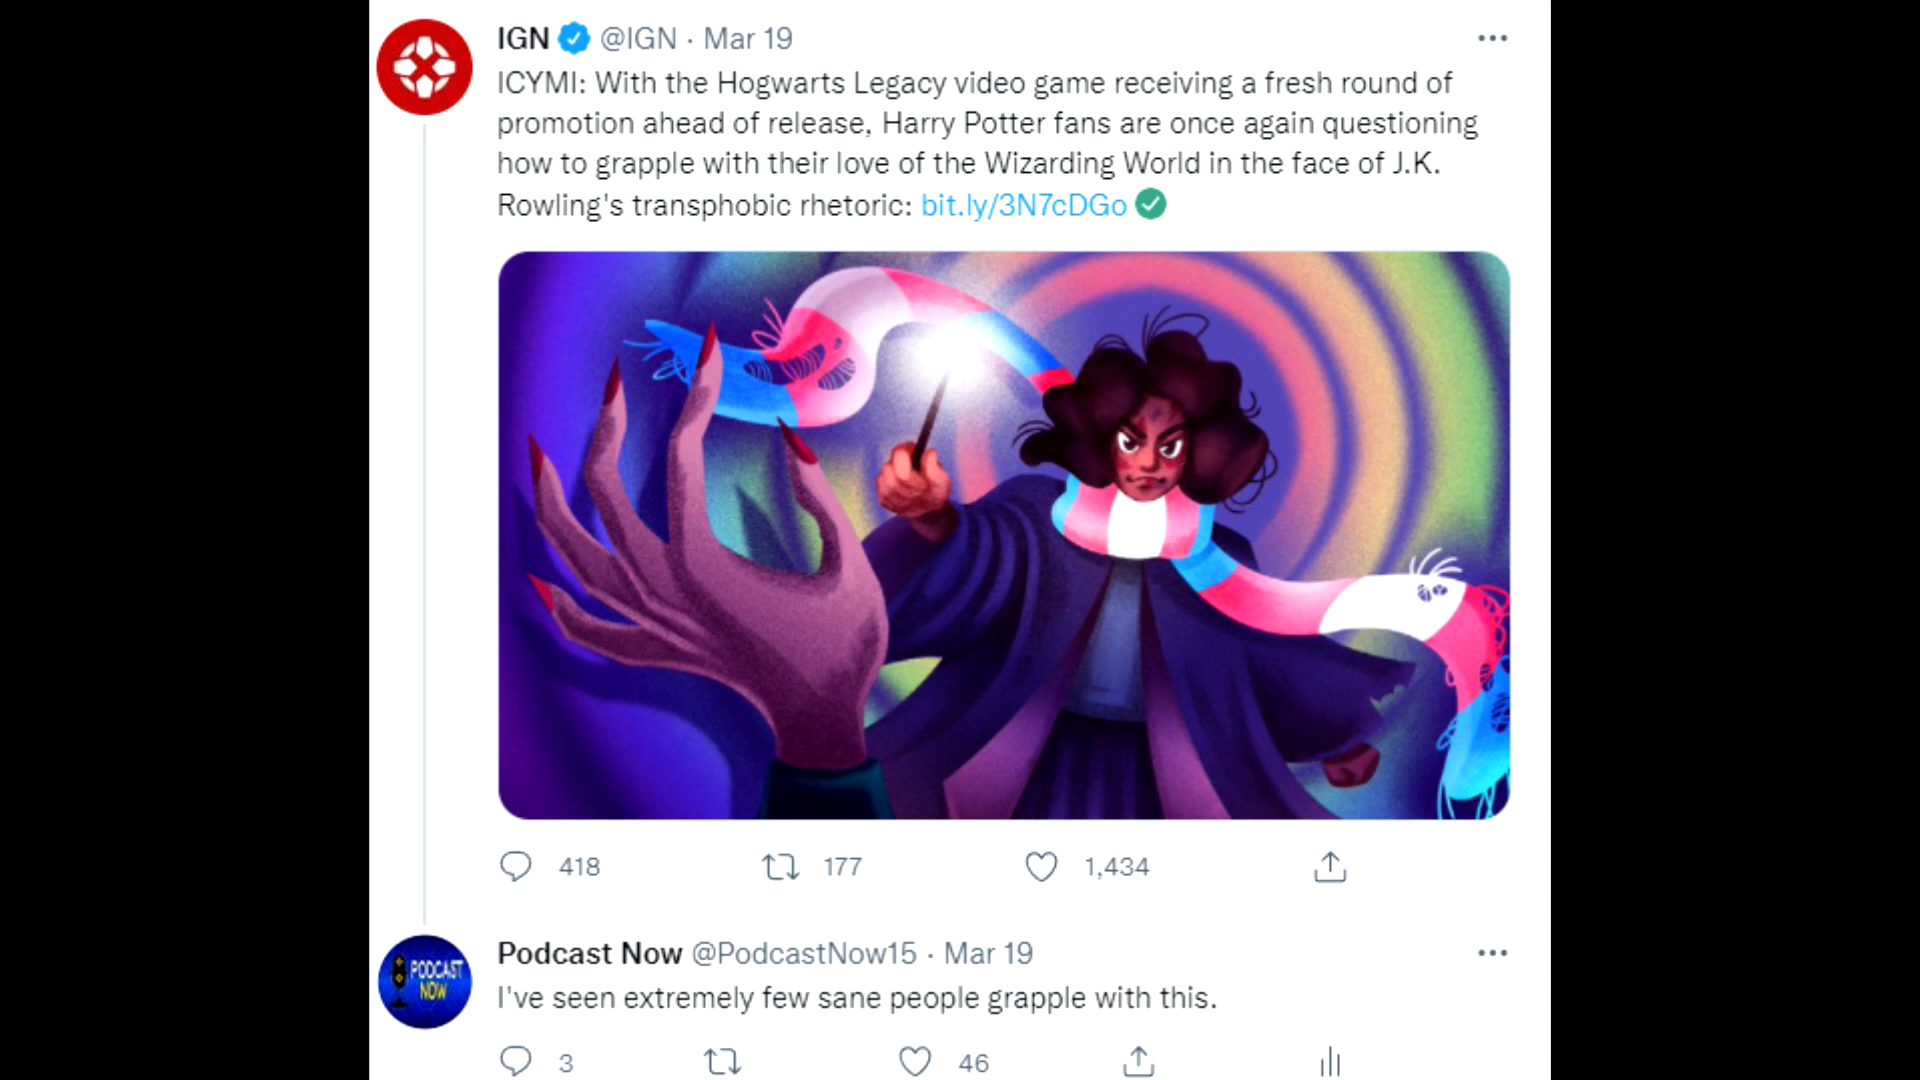 IGN @IGN · Mar 19
ICYMI: With the Hogwarts Legacy video game receiving a fresh round of
promotion ahead of release, Harry Potter fans are once again questioning
how to grapple with their love of the Wizarding World in the face of J.K.
Rowling's transphobic rhetoric: bit.ly/3N7cDGo
418 177 1,434
Podcast Now @PodcastNow15 · Mar 19
PODCAST
NOW
I've seen extremely few sane people grapple with this.
3 46